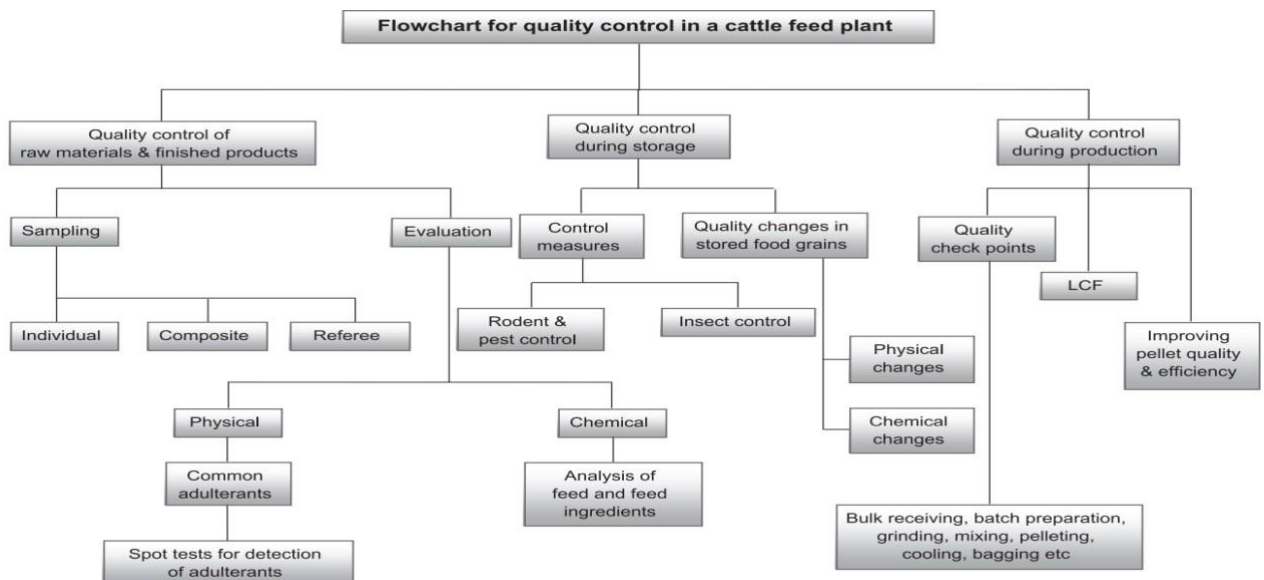 Flowchart for quality control in a cattle feed plant
Quality control of
raw materials & finished products
Quality control
during storage
Quality control
during production
Sampling
Evaluation
Control
measures
Quality changes in
stored food grains
Quality
check points
LCF
Individual
Composite
Referee
Rodent &
pest control
Insect control
Improving
pellet quality
& efficiency
Physical
changes
Chemical
changes
Physical
Chemical
Common
adulterants
Analysis of
feed and feed
ingredients
Bulk receiving, batch preparation,
grinding, mixing, pelleting,
cooling, bagging etc
Spot tests for detection
of adulterants